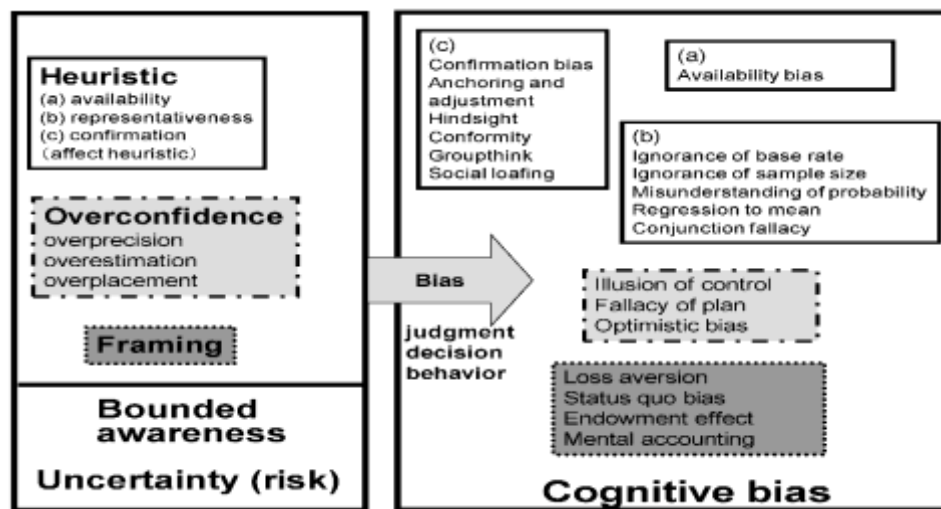 Heuristic
(a) availability
(b) representativeness
(c) confirmation
(affect heuristic)
Overconfidence
overprecision
overestimation
overplacement
Framing
Bounded
awareness
Uncertainty (risk)
Bias
judgment
decision
behavior
(c)
Confirmation bias
Anchoring and
adjustment
Hindsight
Conformity
Groupthink
Social loafing
(a)
Availability bias
(b)
Ignorance of base rate
Ignorance of sample size
Misunderstanding of probability
Regression to mean
Conjunction fallacy
Illusion of control
Fallacy of plan
Optimistic bias
Loss aversion
Status quo bias
Endowment effect
Mental accounting
Cognitive bias